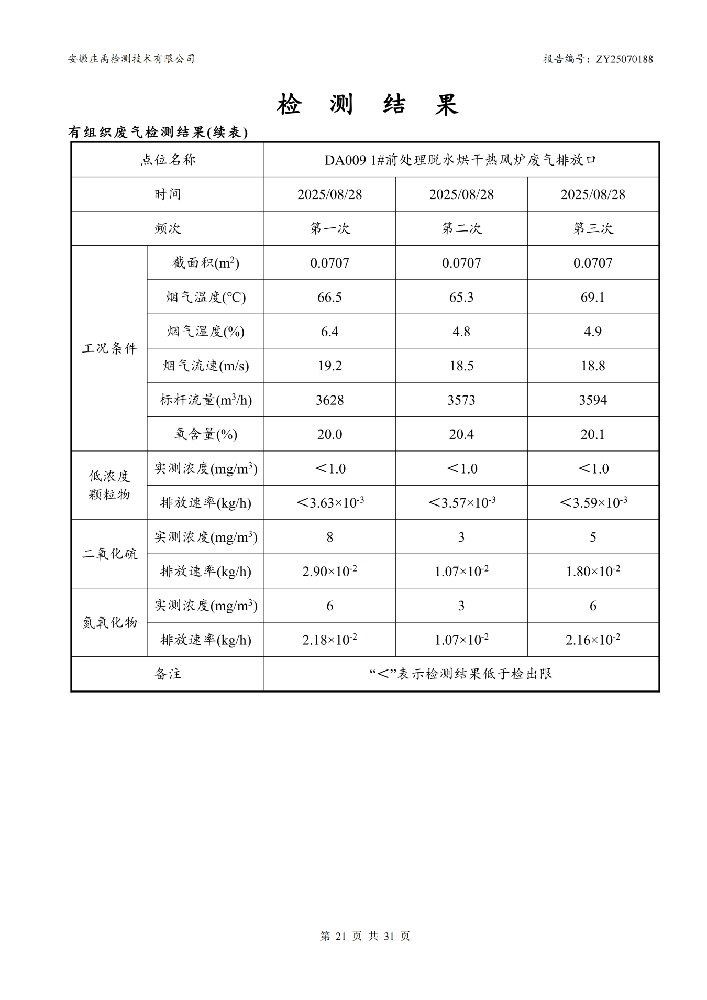 安徽庄禹检测技术有限公司 报告编号：ZY25070188
检 测 结 果
有组织废气检测结果(续表)
点位名称 DA009 1#前处理脱水烘干热风炉废气排放口
时间 2025/08/28 2025/08/28 2025/08/28
频次 第一次 第二次 第三次
工况条件
截面积(m²) 0.0707 0.0707 0.0707
烟气温度(℃) 66.5 65.3 69.1
烟气湿度(%) 6.4 4.8 4.9
烟气流速(m/s) 19.2 18.5 18.8
标杆流量(m³/h) 3628 3573 3594
氧含量(%) 20.0 20.4 20.1
低浓度
颗粒物
实测浓度(mg/m³) ＜1.0 ＜1.0 ＜1.0
排放速率(kg/h) ＜3.63×10⁻³ ＜3.57×10⁻³ ＜3.59×10⁻³
二氧化硫
实测浓度(mg/m³) 8 3 5
排放速率(kg/h) 2.90×10⁻² 1.07×10⁻² 1.80×10⁻²
氮氧化物
实测浓度(mg/m³) 6 3 6
排放速率(kg/h) 2.18×10⁻² 1.07×10⁻² 2.16×10⁻²
备注 “＜”表示检测结果低于检出限
第 21 页 共 31 页